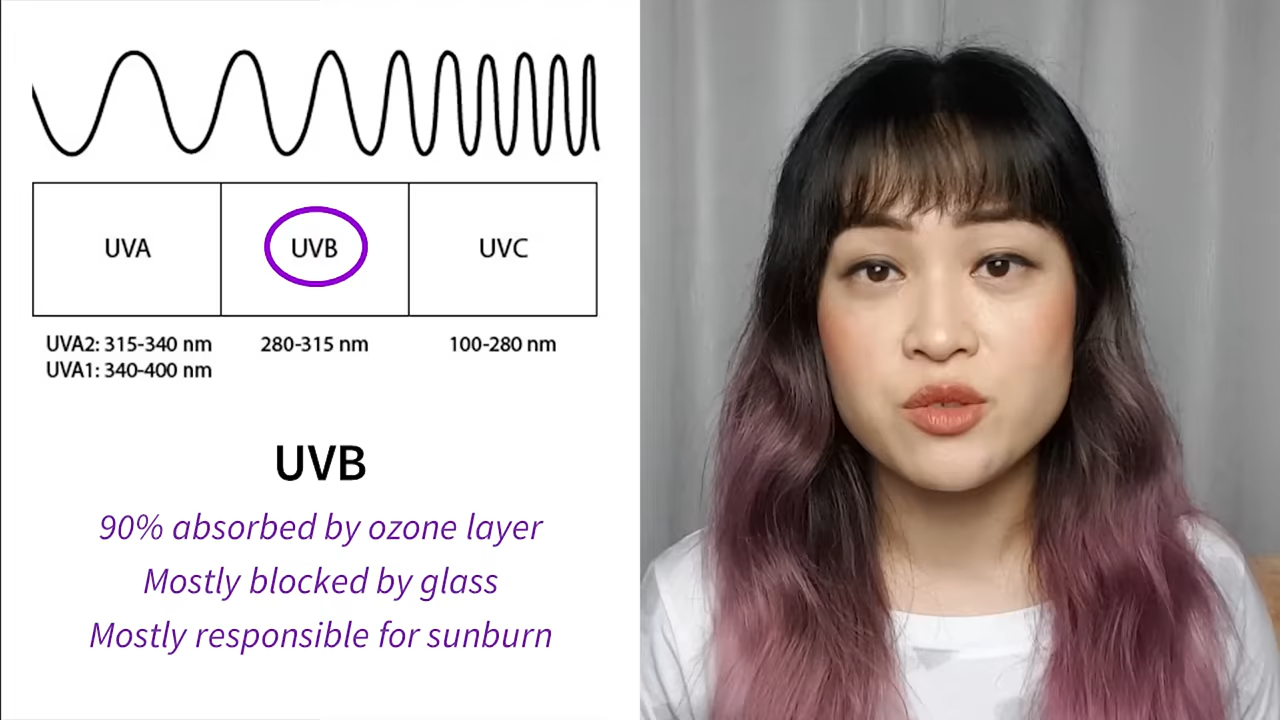 UVA
UVB
UVC
UVA2: 315-340 nm
UVA1: 340-400 nm
280-315 nm
100-280 nm
UVB
90% absorbed by ozone layer
Mostly blocked by glass
Mostly responsible for sunburn